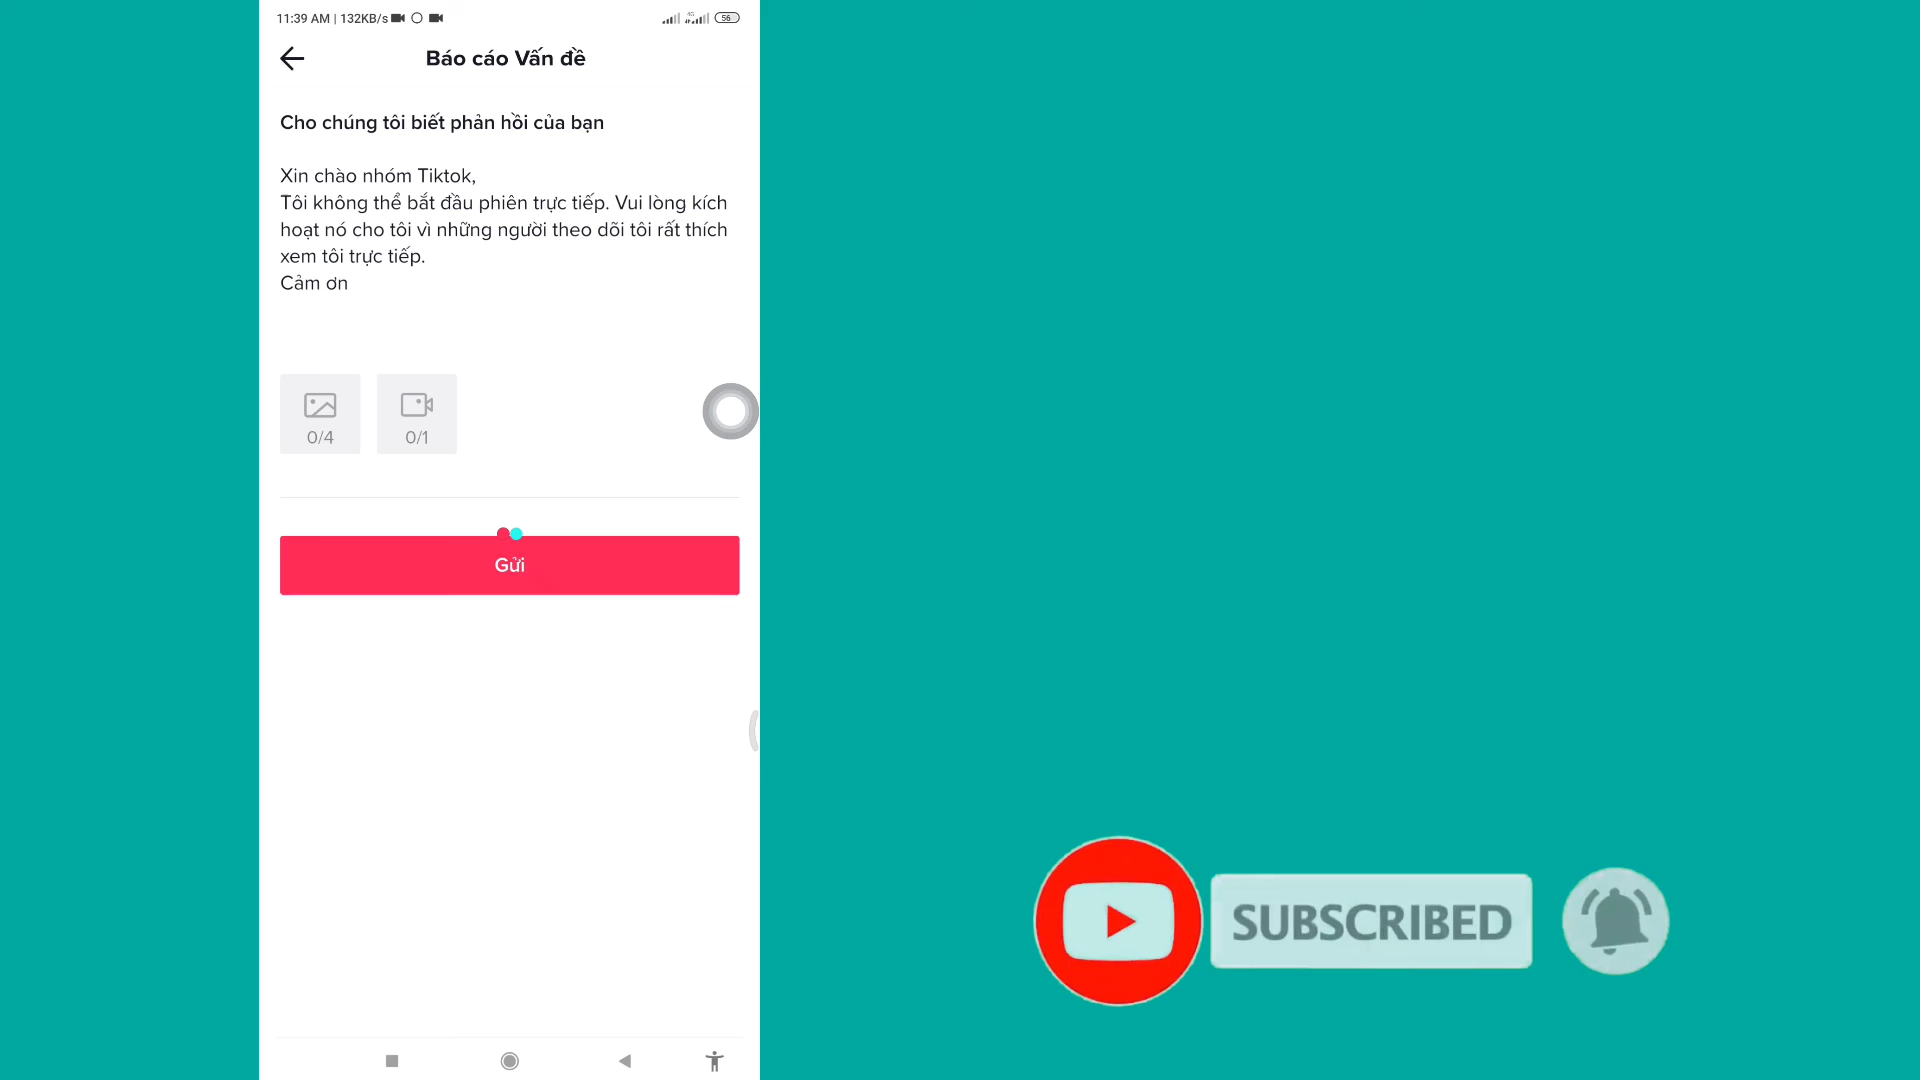 11:39 AM | 132KB/s
4G
56
Báo cáo Vấn đề
Cho chúng tôi biết phản hồi của bạn
Xin chào nhóm Tiktok,
Tôi không thể bắt đầu phiên trực tiếp. Vui lòng kích
hoạt nó cho tôi vì những người theo dõi tôi rất thích
xem tôi trực tiếp.
Cảm ơn
0/4
0/1
Gửi
SUBSCRIBED